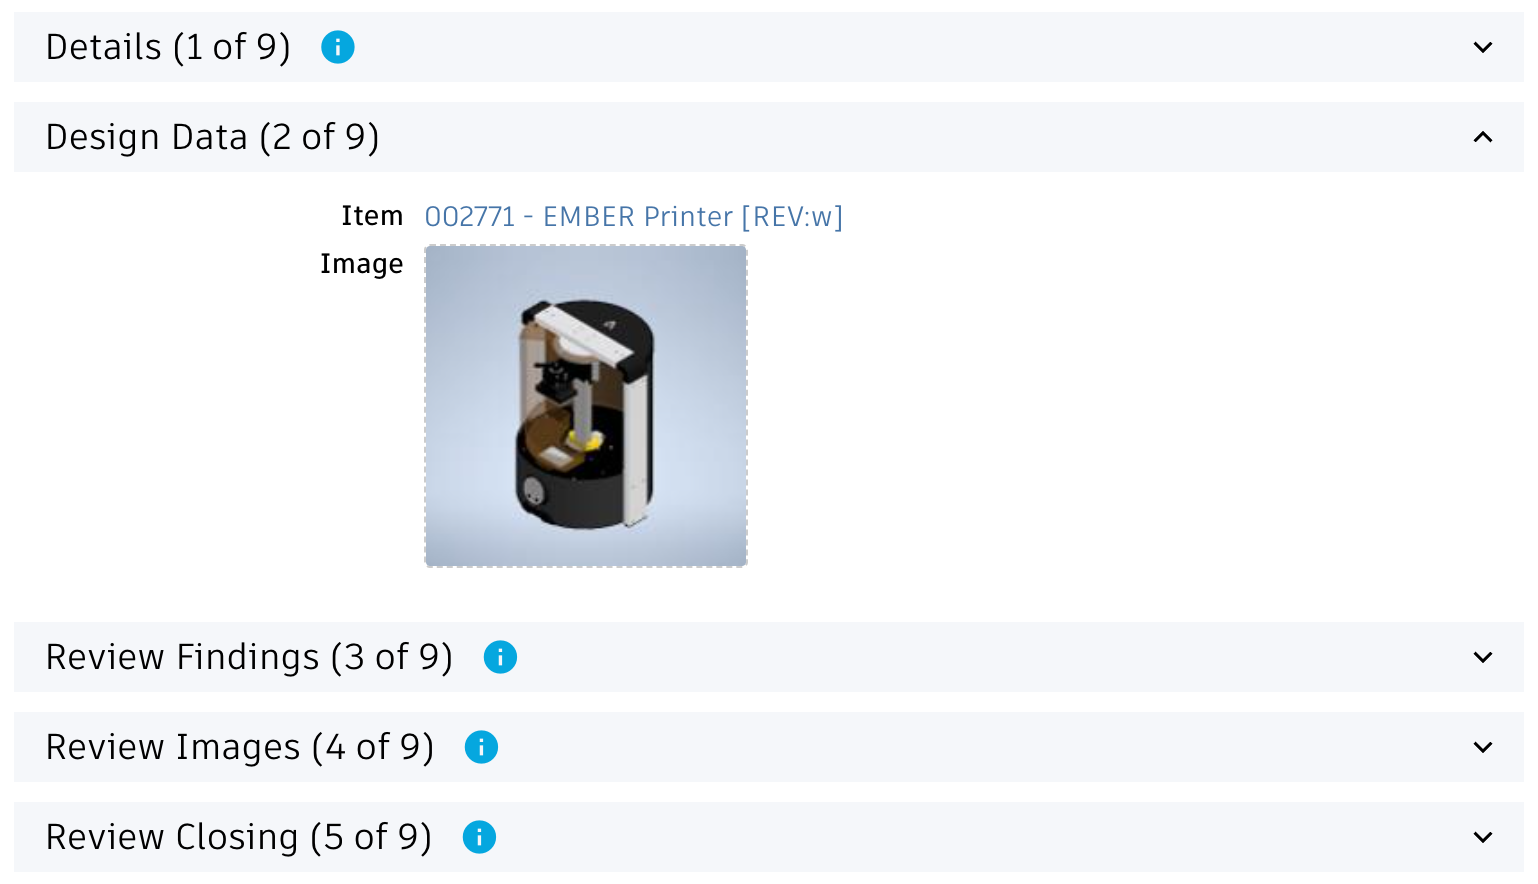 Details (1 of 9)
Design Data (2 of 9)
Item 002771 - EMBER Printer [REV:w]
Image
Review Findings (3 of 9)
Review Images (4 of 9)
Review Closing (5 of 9)